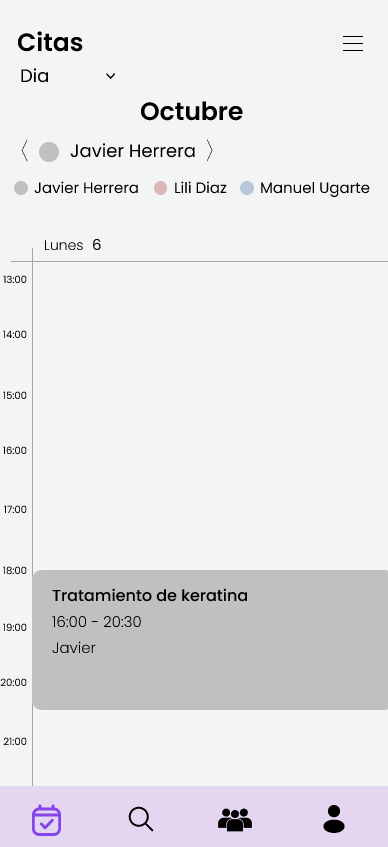 Citas
Dia
Octubre
Javier Herrera
Javier Herrera Lili Diaz Manuel Ugarte
Lunes 6
13:00
14:00
15:00
16:00
17:00
18:00
Tratamiento de keratina
16:00 - 20:30
19:00
Javier
20:00
21:00